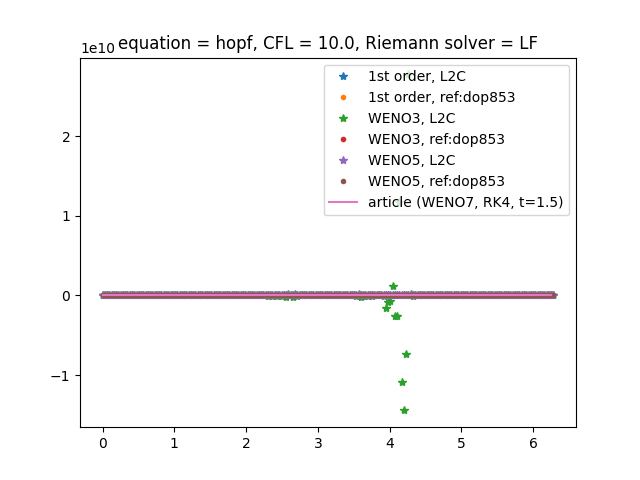 equation = hopf, CFL = 10.0, Riemann solver = LF
1e10
1st order, L2C
1st order, ref:dop853
WENO3, L2C
WENO3, ref:dop853
WENO5, L2C
WENO5, ref:dop853
article (WENO7, RK4, t=1.5)
2
1
0
−1
0 1 2 3 4 5 6